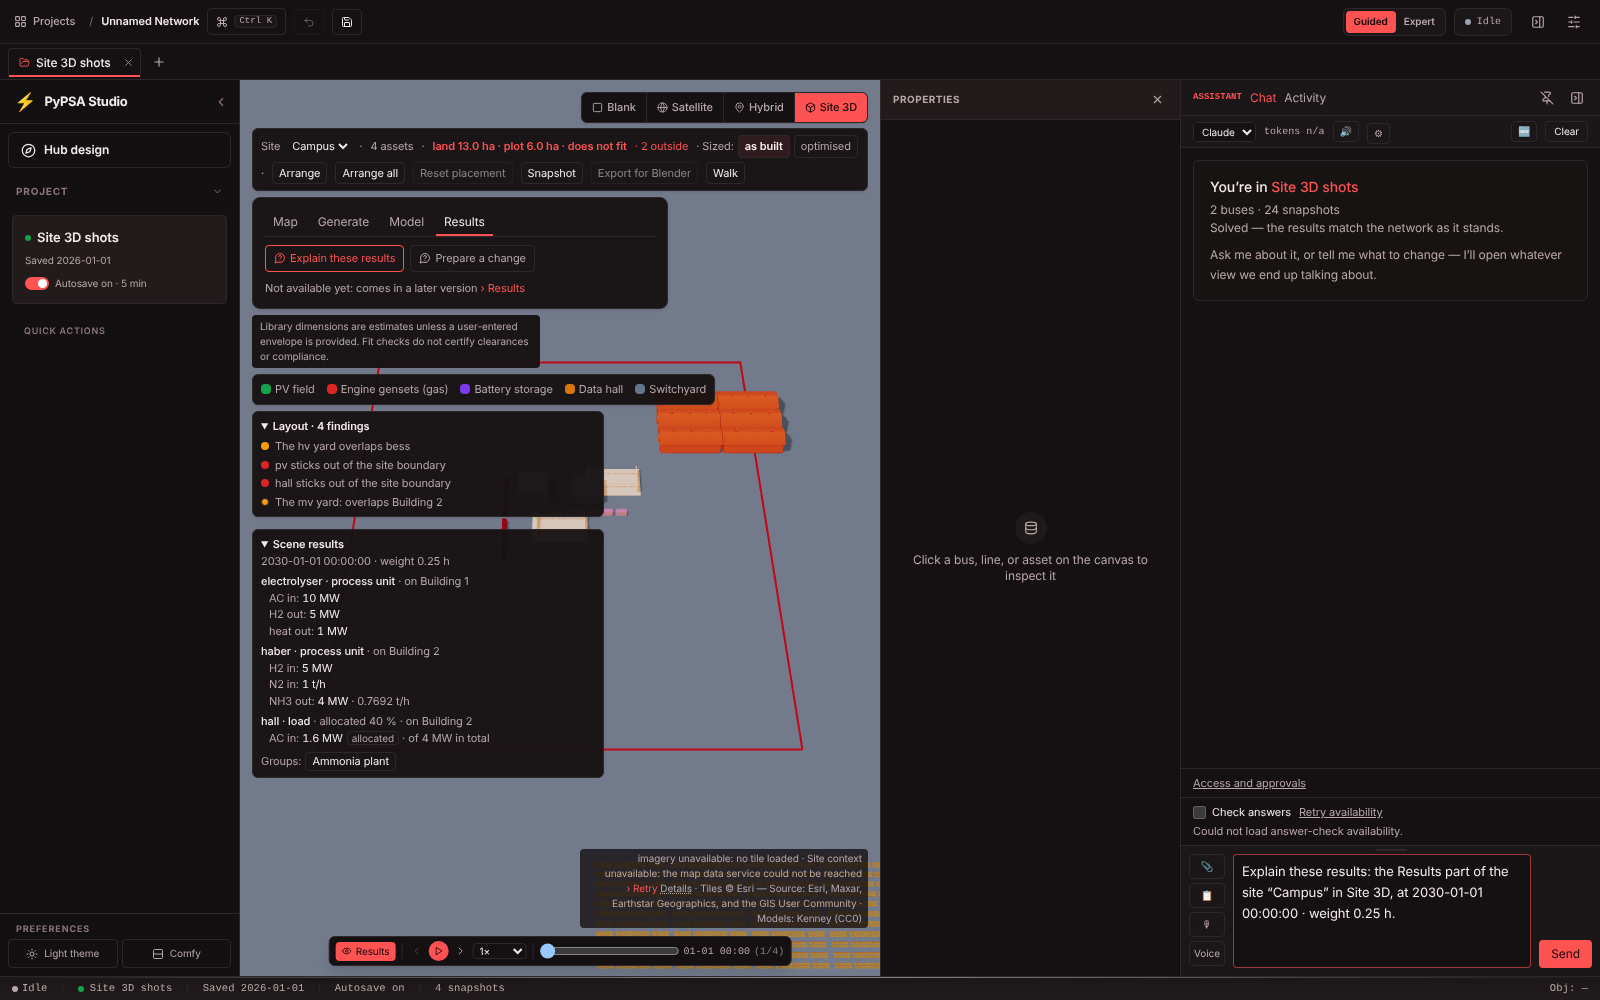 Projects / Unnamed Network ⌘ Ctrl K
Guided Expert Idle
Site 3D shots × +
PyPSA Studio
Hub design
PROJECT
Site 3D shots
Saved 2026-01-01
Autosave on · 5 min
QUICK ACTIONS
PREFERENCES
Light theme Comfy
Blank Satellite Hybrid Site 3D
Site Campus · 4 assets · land 13.0 ha · plot 6.0 ha · does not fit · 2 outside · Sized: as built optimised
· Arrange Arrange all Reset placement Snapshot Export for Blender Walk
Map Generate Model Results
Explain these results Prepare a change
Not available yet: comes in a later version › Results
Library dimensions are estimates unless a user-entered
envelope is provided. Fit checks do not certify clearances
or compliance.
PV field Engine gensets (gas) Battery storage Data hall Switchyard
▼ Layout · 4 findings
The hv yard overlaps bess
pv sticks out of the site boundary
hall sticks out of the site boundary
The mv yard: overlaps Building 2
▼ Scene results
2030-01-01 00:00:00 · weight 0.25 h
electrolyser · process unit · on Building 1
AC in: 10 MW
H2 out: 5 MW
heat out: 1 MW
haber · process unit · on Building 2
H2 in: 5 MW
N2 in: 1 t/h
NH3 out: 4 MW · 0.7692 t/h
hall · load · allocated 40 % · on Building 2
AC in: 1.6 MW allocated · of 4 MW in total
Groups: Ammonia plant
imagery unavailable: no tile loaded · Site context
unavailable: the map data service could not be reached
› Retry Details · Tiles © Esri — Source: Esri, Maxar,
Earthstar Geographics, and the GIS User Community ·
Models: Kenney (CC0)
Results 1× 01-01 00:00 (1/4)
PROPERTIES
Click a bus, line, or asset on the canvas to
inspect it
ASSISTANT Chat Activity
Claude tokens n/a Clear
You're in Site 3D shots
2 buses · 24 snapshots
Solved — the results match the network as it stands.
Ask me about it, or tell me what to change — I'll open whatever
view we end up talking about.
Access and approvals
Check answers Retry availability
Could not load answer-check availability.
Explain these results: the Results part of the
site “Campus” in Site 3D, at 2030-01-01
00:00:00 · weight 0.25 h.
Voice
Send
Idle Site 3D shots Saved 2026-01-01 Autosave on 4 snapshots Obj: —